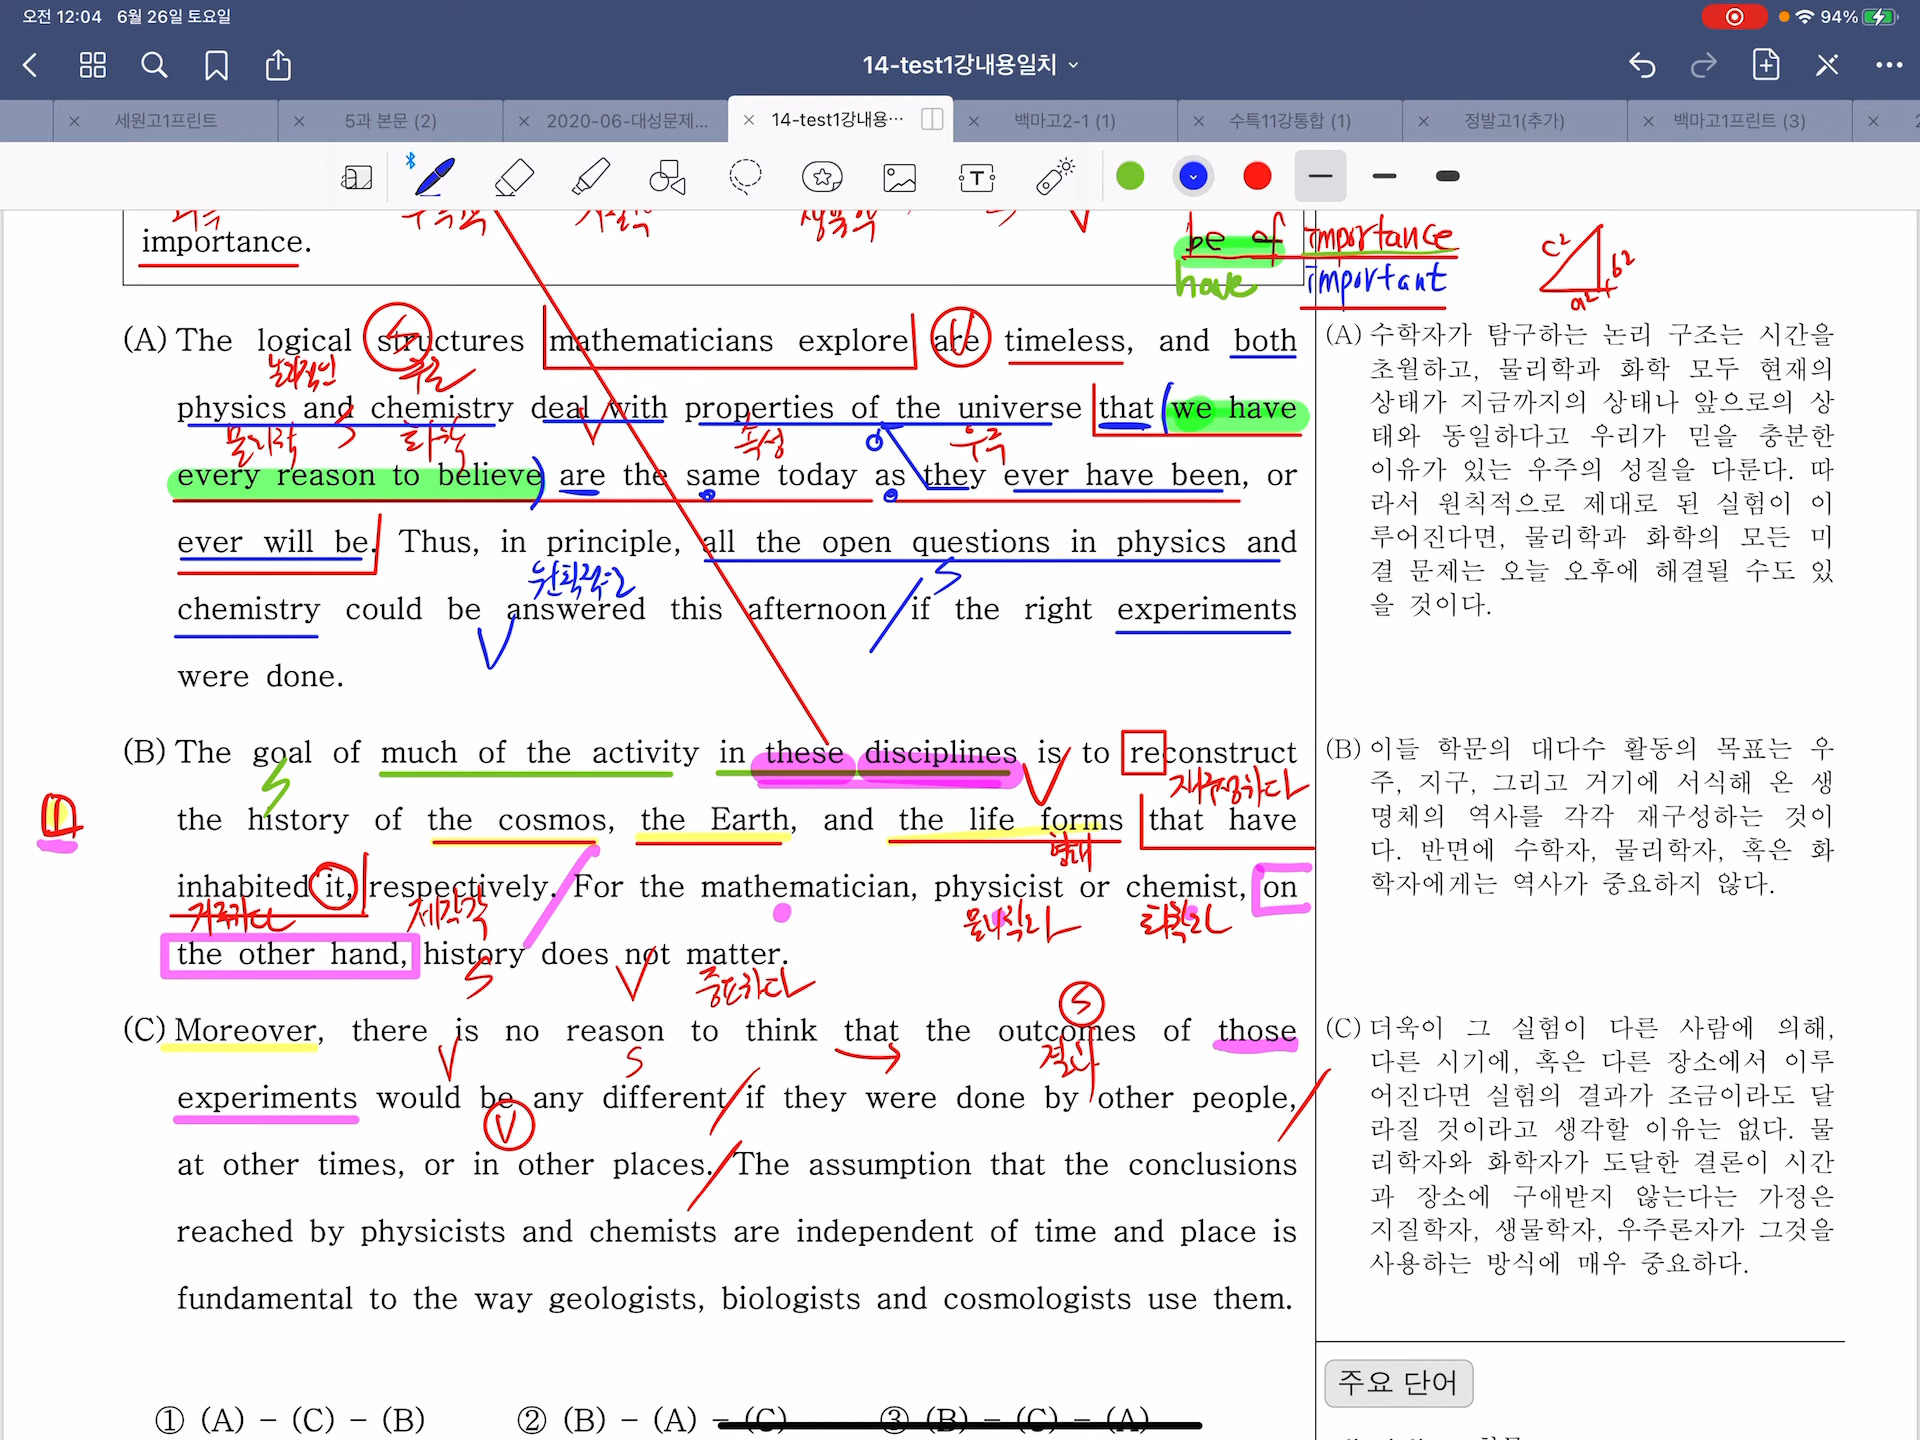 오전 12:04 6월 26일 토요일
94%
14-test1강내용일치
세원고1프린트
5과 본문 (2)
2020-06-대성문제...
14-test1강내용...
백마고2-1 (1)
수특11강통합 (1)
정발고1(추가)
백마고1프린트 (3)
importance.
be of importance
have important
c²
b²
(A) The logical structures mathematicians explore are timeless, and both
논리적인 구조
physics and chemistry deal with properties of the universe that we have
물리학 화학 속성 우주
every reason to believe are the same today as they ever have been, or
ever will be. Thus, in principle, all the open questions in physics and
원칙적으로
chemistry could be answered this afternoon if the right experiments
were done.
(B) The goal of much of the activity in these disciplines is to reconstruct
재구성하다
the history of the cosmos, the Earth, and the life forms that have
형태
inhabited it, respectively. For the mathematician, physicist or chemist, on
거주하다 제각각 화학자
the other hand, history does not matter.
중요하다
(C) Moreover, there is no reason to think that the outcomes of those
결과
experiments would be any different if they were done by other people,
at other times, or in other places. The assumption that the conclusions
reached by physicists and chemists are independent of time and place is
fundamental to the way geologists, biologists and cosmologists use them.
① (A) - (C) - (B) ② (B) - (A) - (C) ③ (B) - (C) - (A)
(A) 수학자가 탐구하는 논리 구조는 시간을
초월하고, 물리학과 화학 모두 현재의
상태가 지금까지의 상태나 앞으로의 상
태와 동일하다고 우리가 믿을 충분한
이유가 있는 우주의 성질을 다룬다. 따
라서 원칙적으로 제대로 된 실험이 이
루어진다면, 물리학과 화학의 모든 미
결 문제는 오늘 오후에 해결될 수도 있
을 것이다.
(B) 이들 학문의 대다수 활동의 목표는 우
주, 지구, 그리고 거기에 서식해 온 생
명체의 역사를 각각 재구성하는 것이
다. 반면에 수학자, 물리학자, 혹은 화
학자에게는 역사가 중요하지 않다.
(C) 더욱이 그 실험이 다른 사람에 의해,
다른 시기에, 혹은 다른 장소에서 이루
어진다면 실험의 결과가 조금이라도 달
라질 것이라고 생각할 이유는 없다. 물
리학자와 화학자가 도달한 결론이 시간
과 장소에 구애받지 않는다는 가정은
지질학자, 생물학자, 우주론자가 그것을
사용하는 방식에 매우 중요하다.
주요 단어